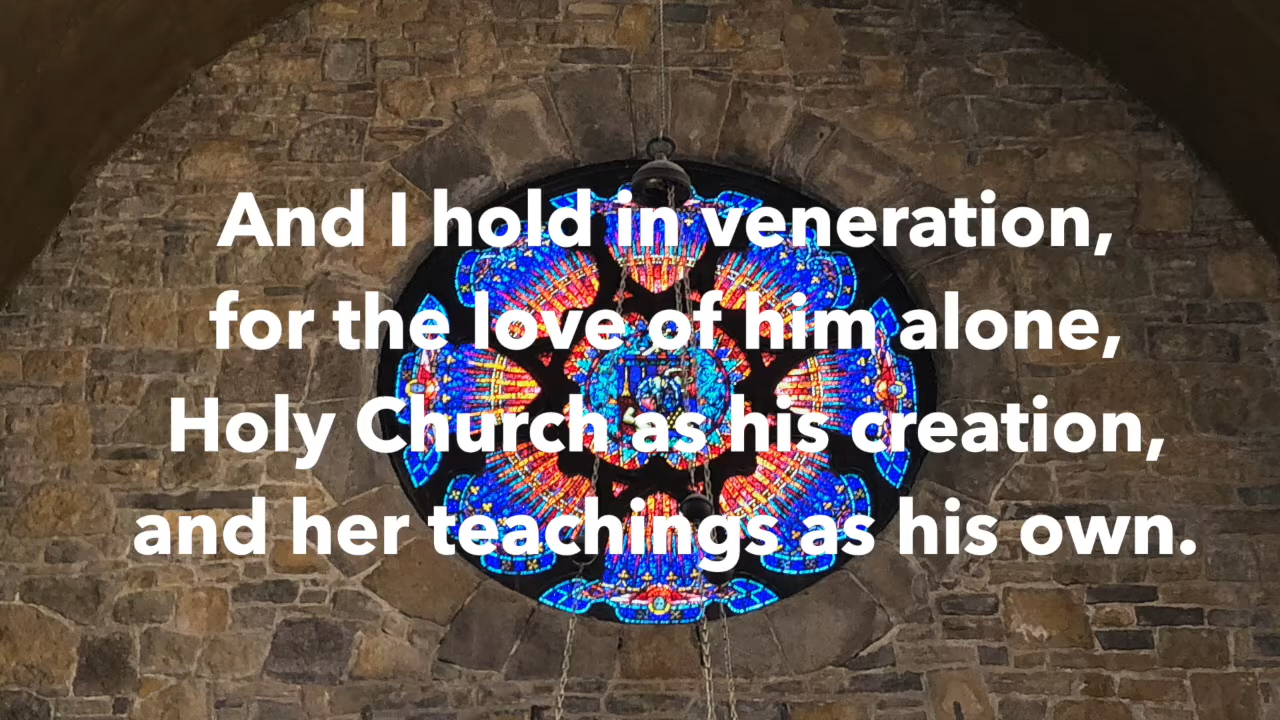 And I hold in veneration,
for the love of him alone,
Holy Church as his creation,
and her teachings as his own.